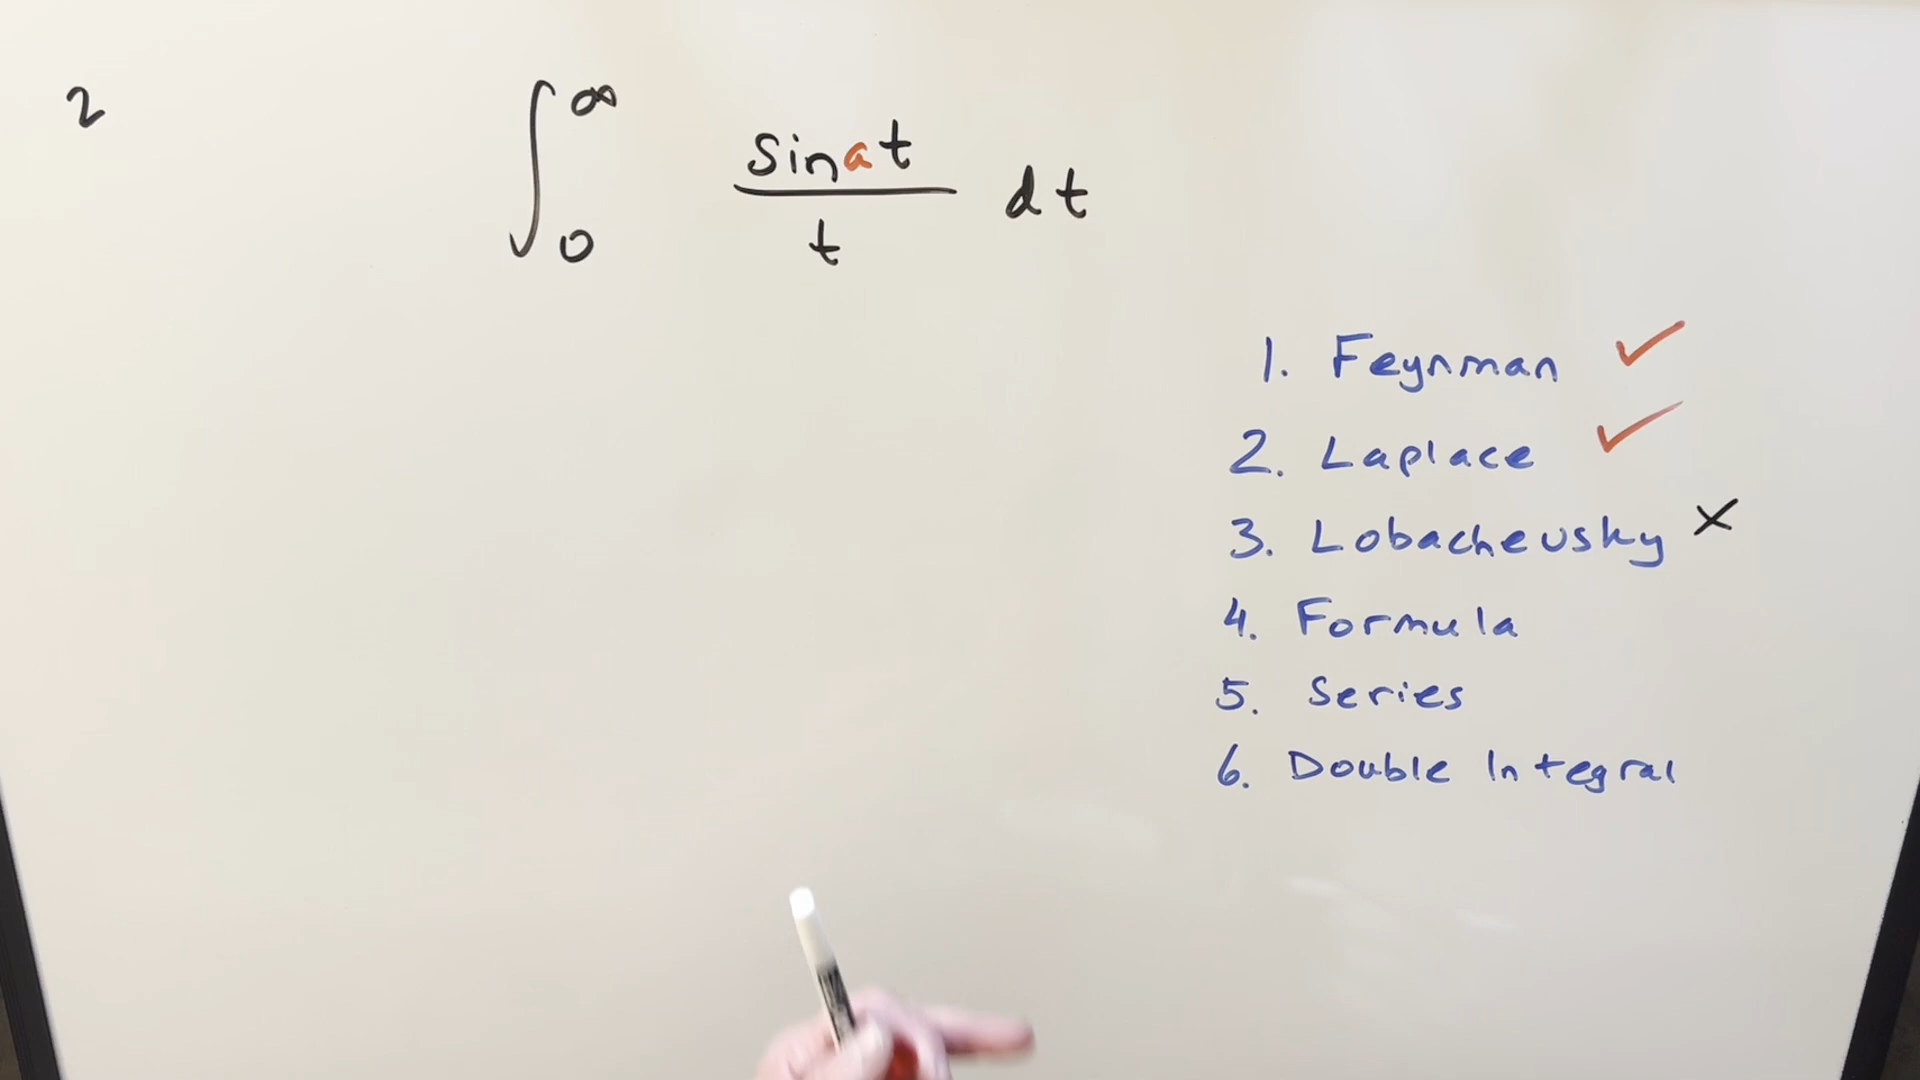 2
∫₀^∞ sin at / t dt
1. Feynman ✓
2. Laplace ✓
3. Lobachevsky ×
4. Formula
5. Series
6. Double Integral